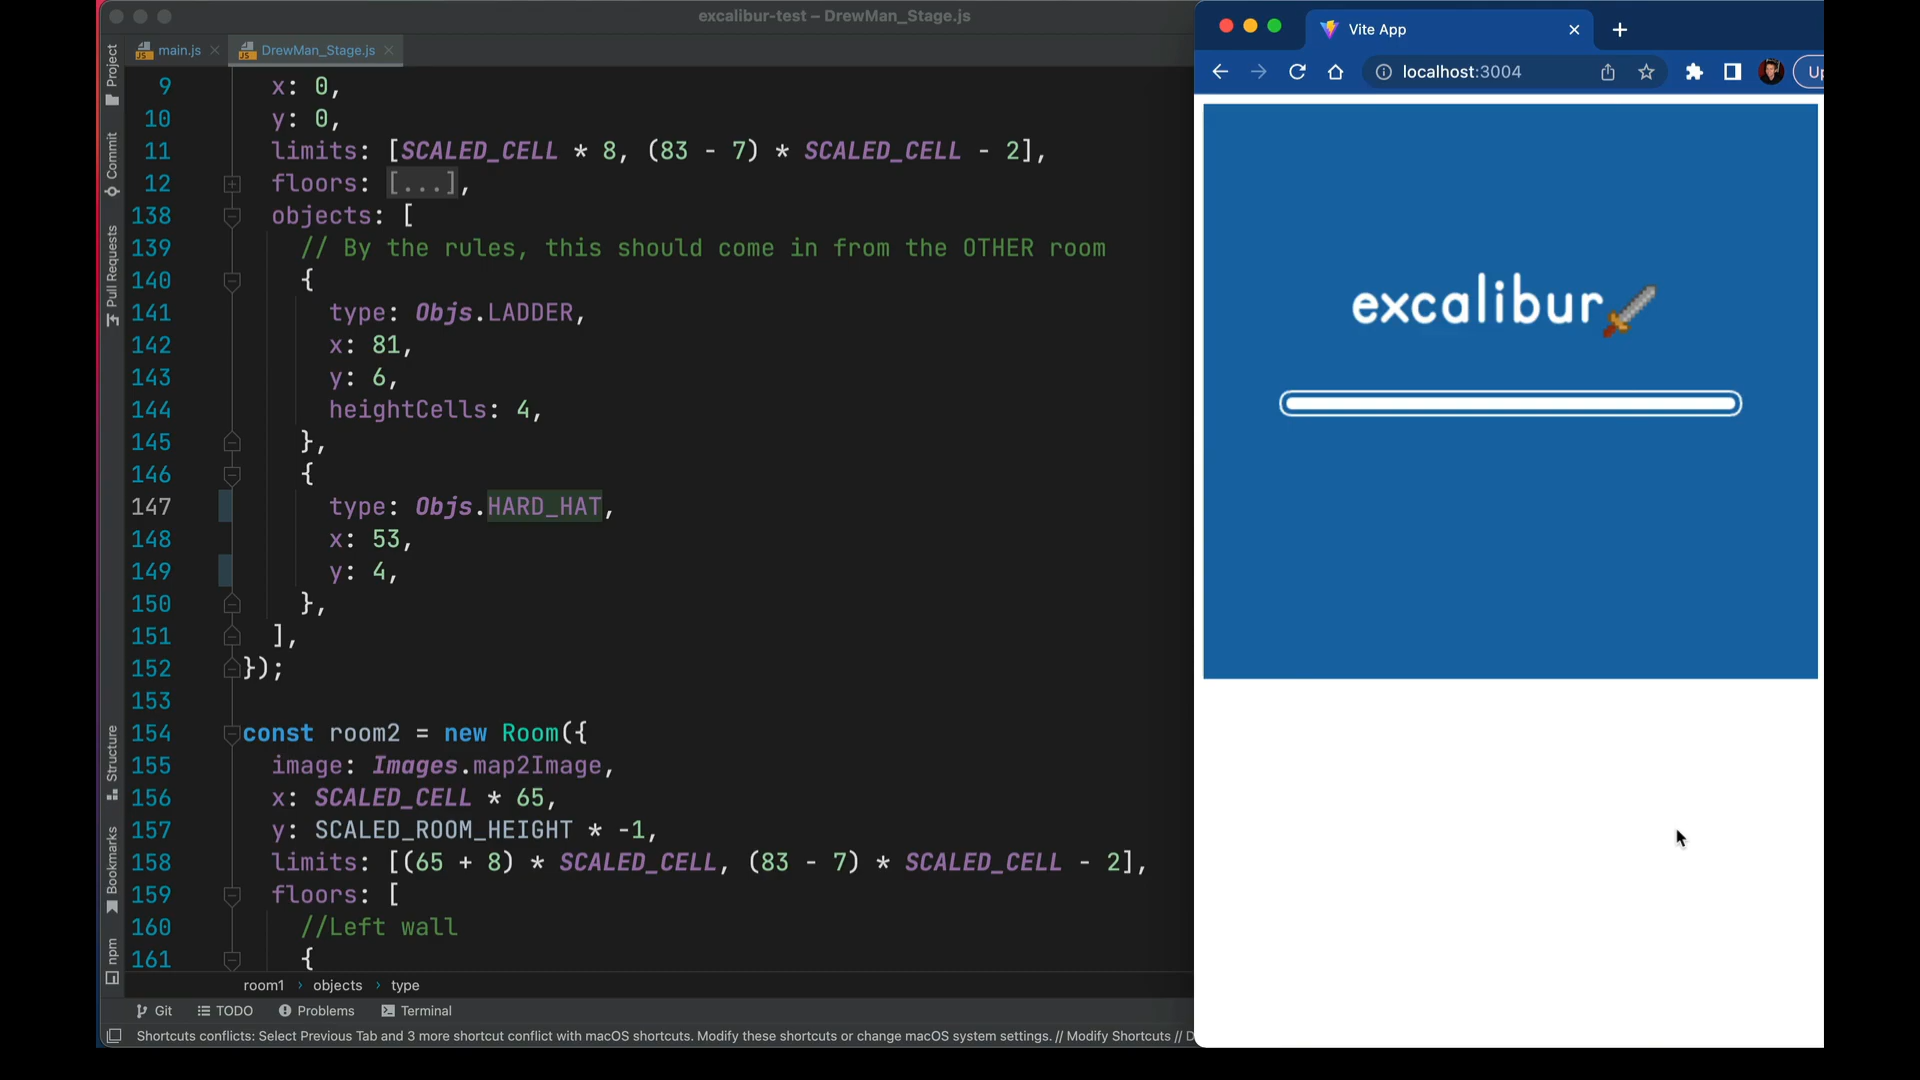 excalibur-test – DrewMan_Stage.js
main.js
DrewMan_Stage.js
Project
Commit
Pull Requests
Structure
Bookmarks
npm
9 x: 0,
10 y: 0,
11 limits: [SCALED_CELL * 8, (83 - 7) * SCALED_CELL - 2],
12 floors: [...],
138 objects: [
139 // By the rules, this should come in from the OTHER room
140 {
141 type: Objs.LADDER,
142 x: 81,
143 y: 6,
144 heightCells: 4,
145 },
146 {
147 type: Objs.HARD_HAT,
148 x: 53,
149 y: 4,
150 },
151 ],
152 });
153
154 const room2 = new Room({
155 image: Images.map2Image,
156 x: SCALED_CELL * 65,
157 y: SCALED_ROOM_HEIGHT * -1,
158 limits: [(65 + 8) * SCALED_CELL, (83 - 7) * SCALED_CELL - 2],
159 floors: [
160 //Left wall
161 {
room1 › objects › type
Git TODO Problems Terminal
Shortcuts conflicts: Select Previous Tab and 3 more shortcut conflict with macOS shortcuts. Modify these shortcuts or change macOS system settings. // Modify Shortcuts // D
Vite App
localhost:3004
Up
excalibur